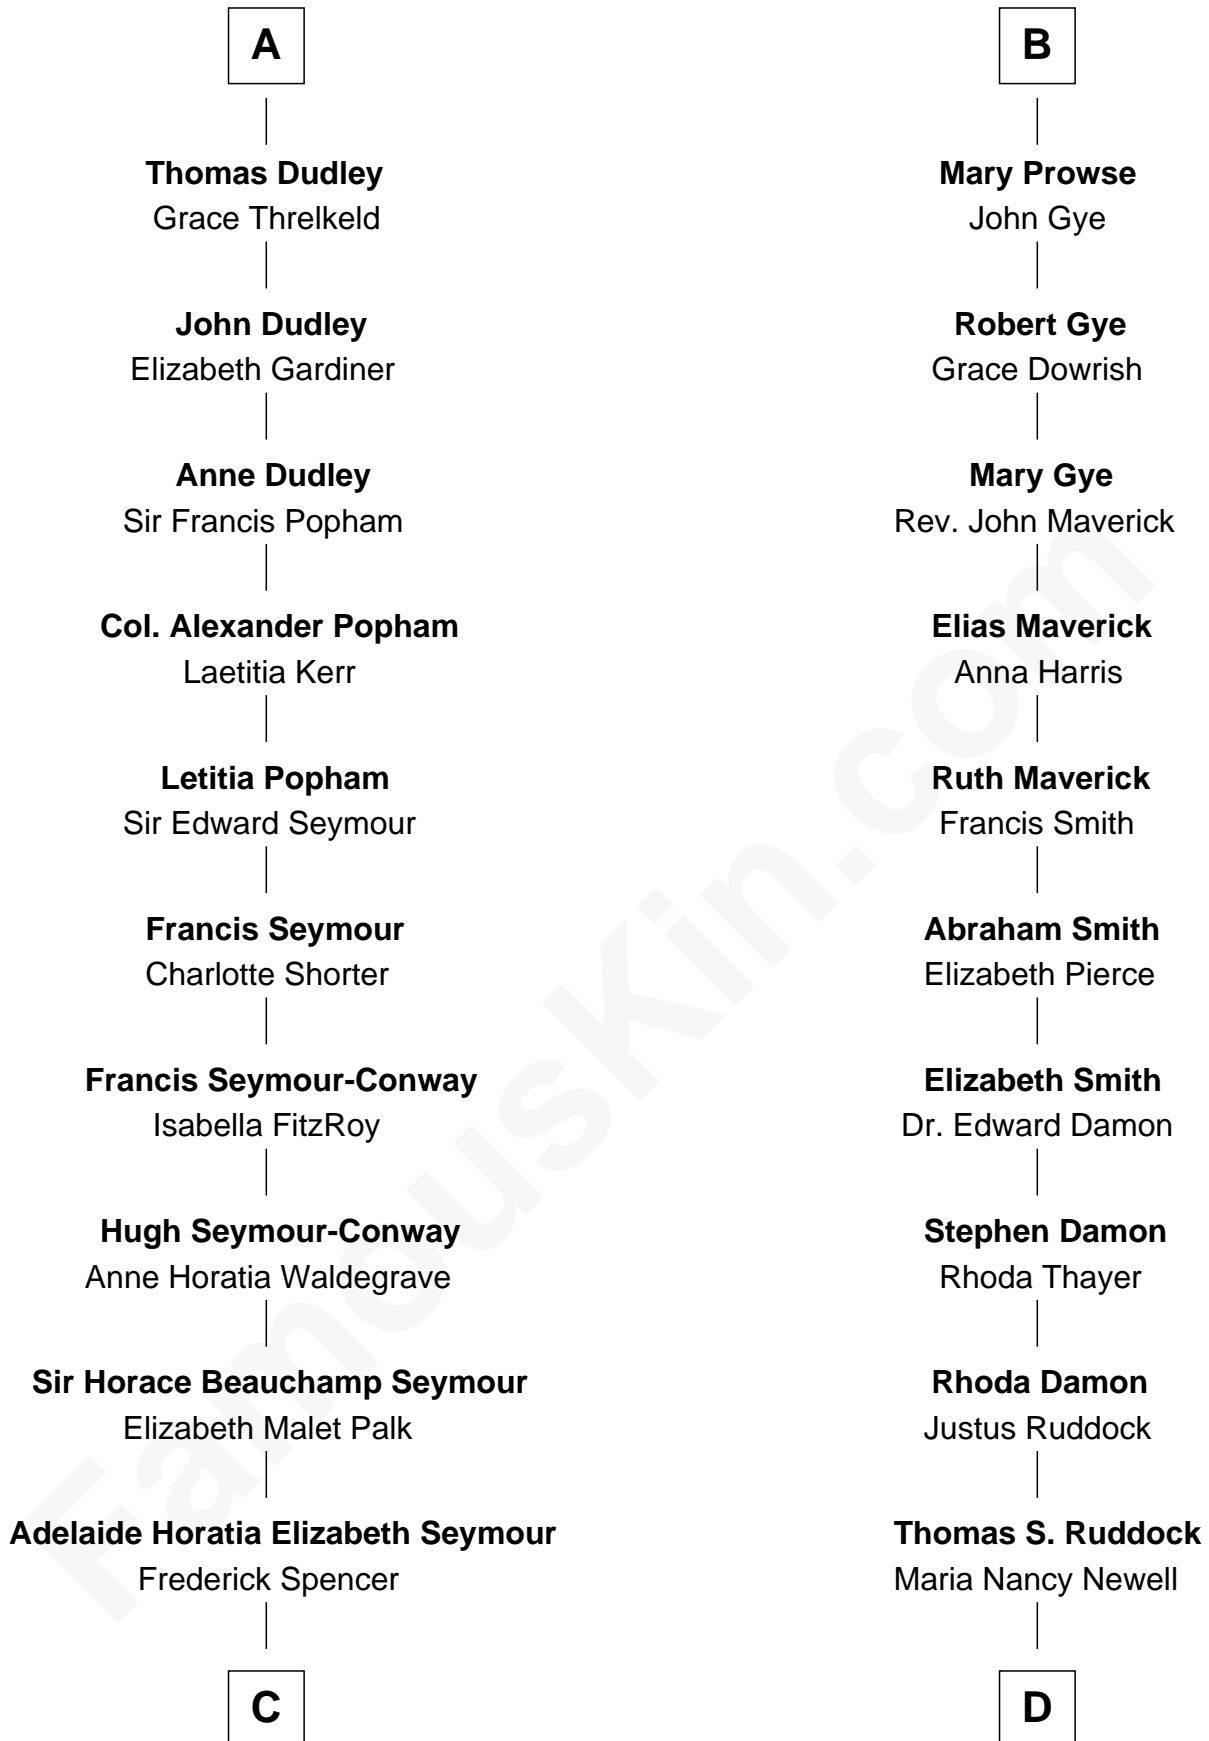 A
Thomas Dudley
Grace Threlkeld
John Dudley
Elizabeth Gardiner
Anne Dudley
Sir Francis Popham
Col. Alexander Popham
Laetitia Kerr
Letitia Popham
Sir Edward Seymour
Francis Seymour
Charlotte Shorter
Francis Seymour-Conway
Isabella FitzRoy
Hugh Seymour-Conway
Anne Horatia Waldegrave
Sir Horace Beauchamp Seymour
Elizabeth Malet Palk
Adelaide Horatia Elizabeth Seymour
Frederick Spencer
C
B
Mary Prowse
John Gye
Robert Gye
Grace Dowrish
Mary Gye
Rev. John Maverick
Elias Maverick
Anna Harris
Ruth Maverick
Francis Smith
Abraham Smith
Elizabeth Pierce
Elizabeth Smith
Dr. Edward Damon
Stephen Damon
Rhoda Thayer
Rhoda Damon
Justus Ruddock
Thomas S. Ruddock
Maria Nancy Newell
D
FamousKin.com